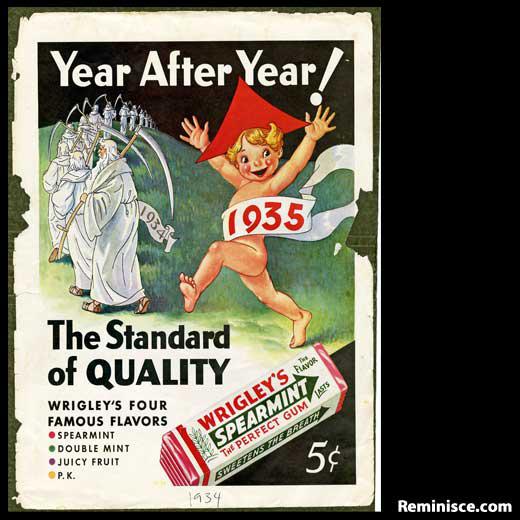 Year After Year!
1934
1935
The Standard
of QUALITY
WRIGLEY'S FOUR
FAMOUS FLAVORS
SPEARMINT
DOUBLE MINT
JUICY FRUIT
P.K.
WRIGLEY'S
SPEARMINT
THE PERFECT GUM
SWEETENS THE BREATH
THE FLAVOR
LASTS
5¢
1934
Reminisce.com